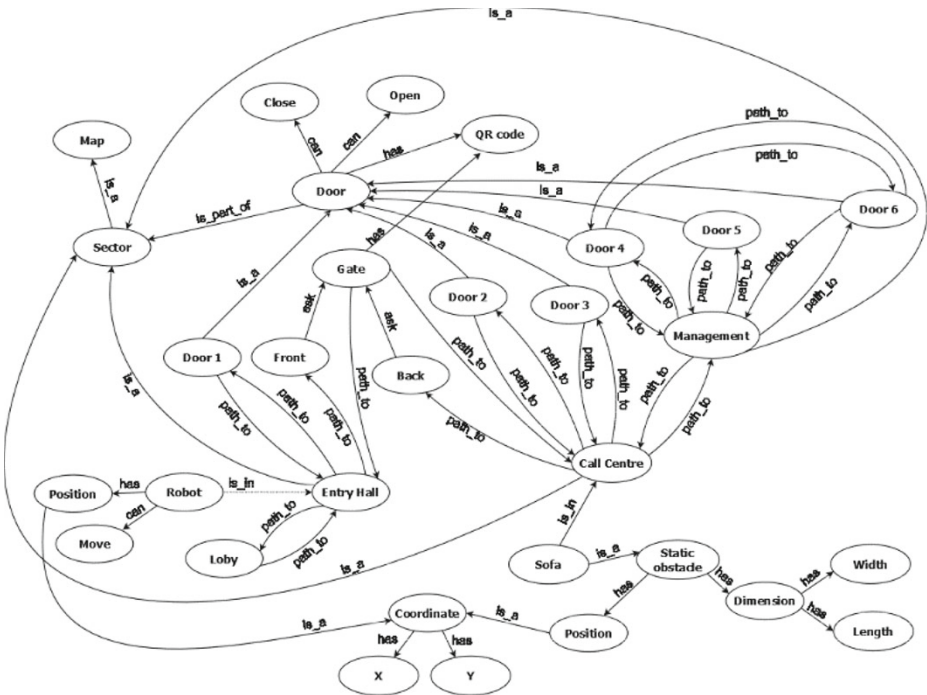 is_a
Close
Open
can
can
has
QR code
Map
path_to
path_to
is_a
Door
is_a
is_a
Door 6
is_part_of
is_a
Sector
has
is_a
is_a
Door 4
Door 5
Gate
is_a
path_to
path_to
path_to
path_to
path_to
Door 2
Door 3
path_to
Management
ask
ask
Door 1
Front
Back
path_to
path_to
path_to
path_to
path_to
is_a
path_to
path_to
path_to
path_to
path_to
path_to
path_to
Call Centre
Position
has
Robot
is_in
Entry Hall
can
Move
path_to
Loby
path_to
is_in
Sofa
is_a
Static
obstacle
Width
is_a
has
has
has
Dimension
Coordinate
is_a
Position
has
Length
is_a
has
has
X
Y